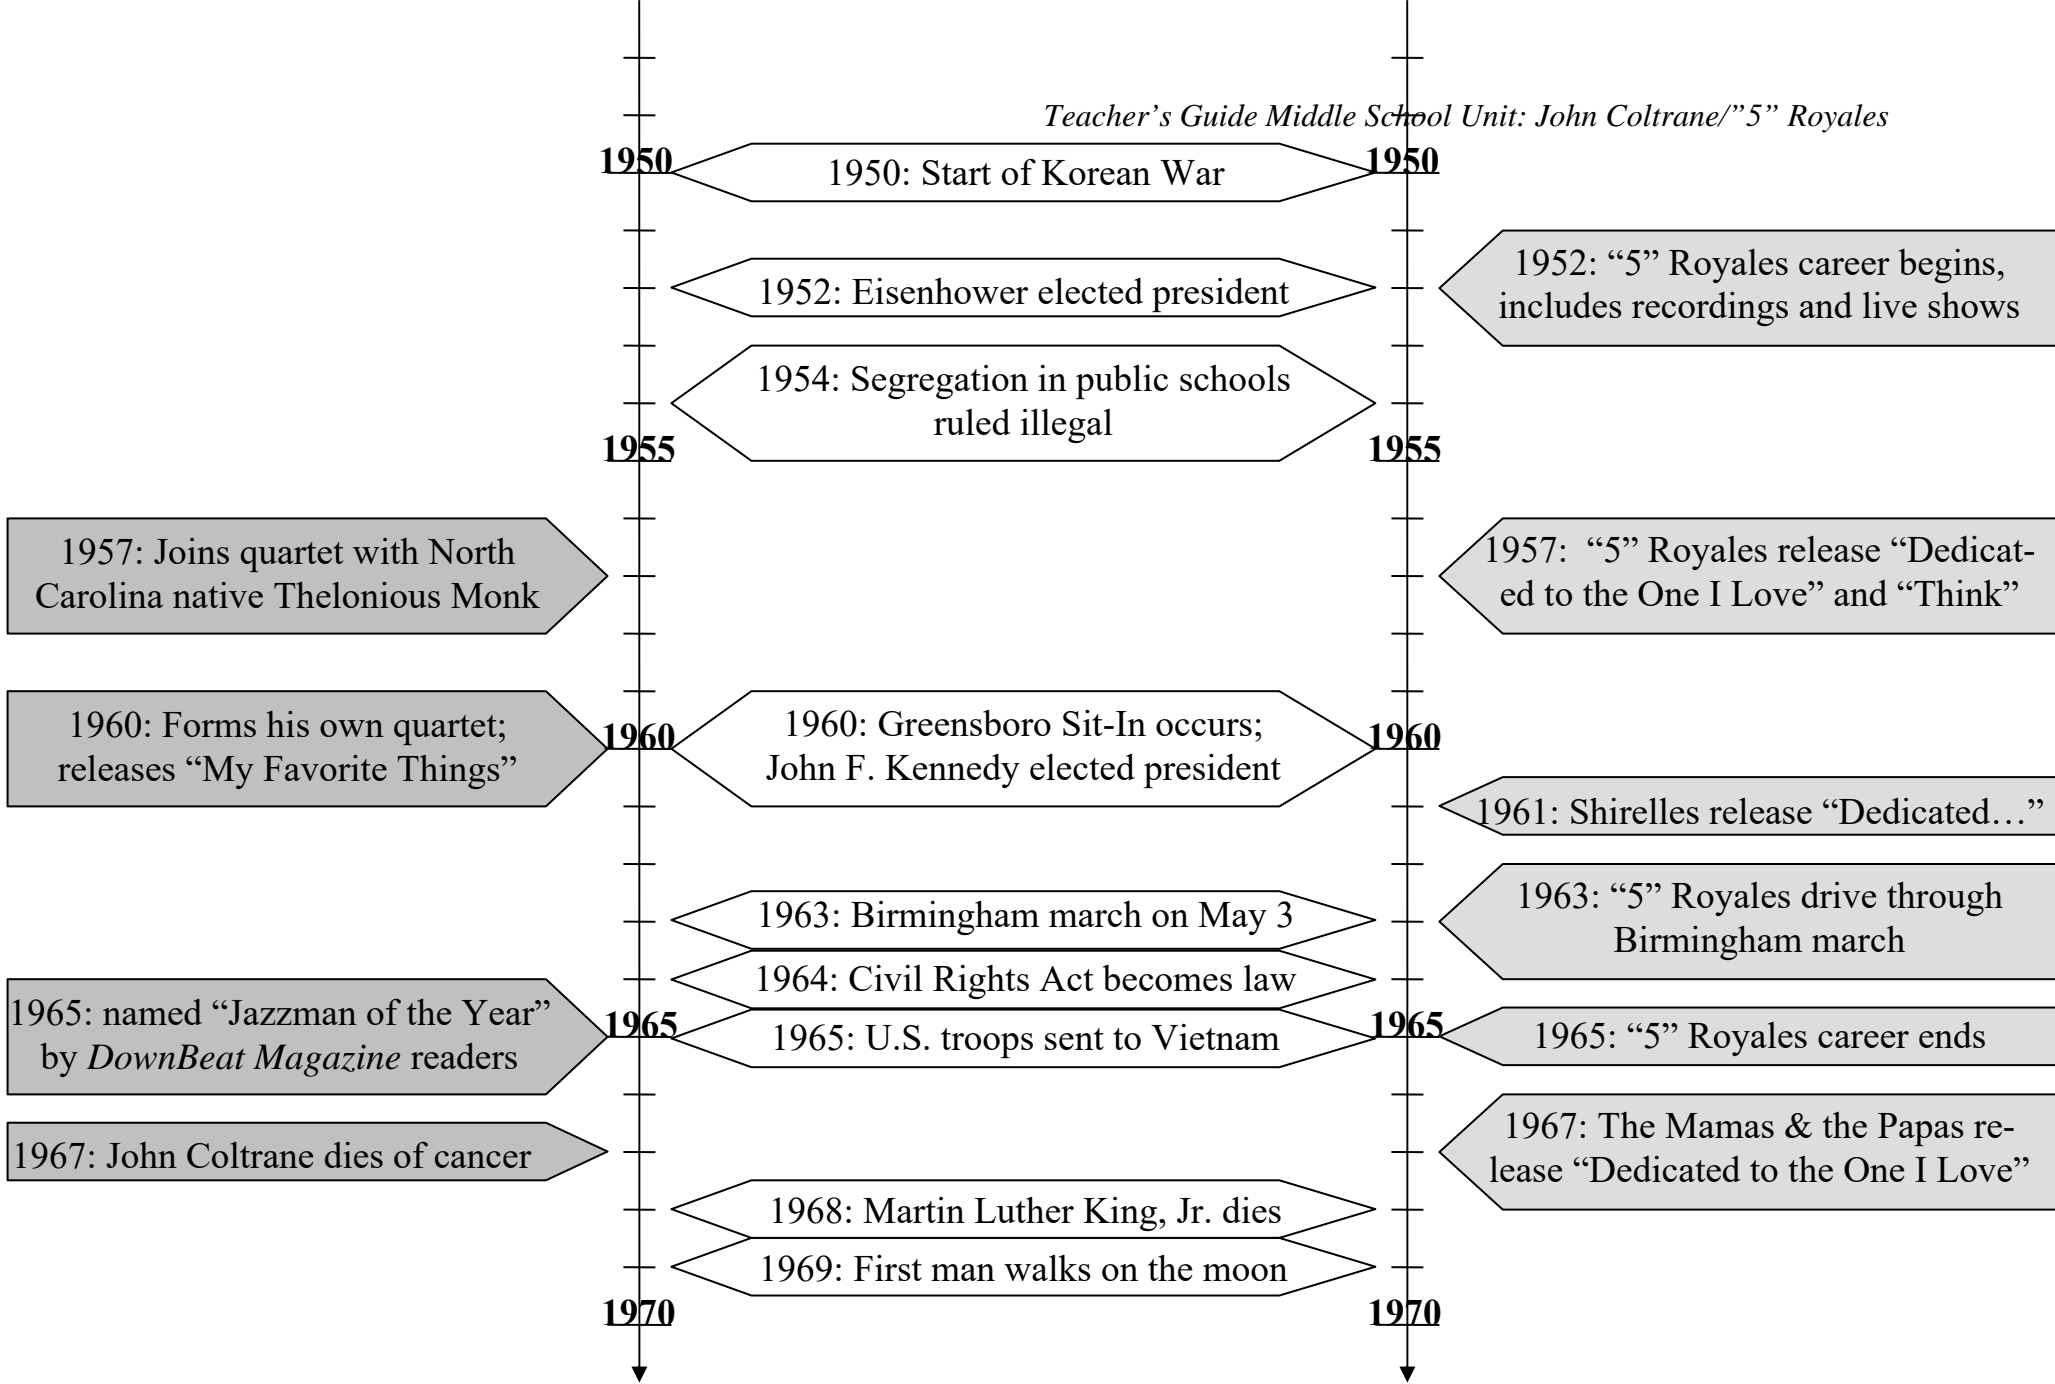 Teacher’s Guide Middle School Unit: John Coltrane/”5” Royales
1950
1950: Start of Korean War
1950
1952: Eisenhower elected president
1952: “5” Royales career begins,
includes recordings and live shows
1954: Segregation in public schools
ruled illegal
1955
1955
1957: Joins quartet with North
Carolina native Thelonious Monk
1957:  “5” Royales release “Dedicat-
ed to the One I Love” and “Think”
1960: Forms his own quartet;
releases “My Favorite Things”
1960
1960: Greensboro Sit-In occurs;
John F. Kennedy elected president
1960
1961: Shirelles release “Dedicated…”
1963: Birmingham march on May 3
1963: “5” Royales drive through
Birmingham march
1964: Civil Rights Act becomes law
1965: named “Jazzman of the Year”
by DownBeat Magazine readers
1965
1965: U.S. troops sent to Vietnam
1965
1965: “5” Royales career ends
1967: John Coltrane dies of cancer
1967: The Mamas & the Papas re-
lease “Dedicated to the One I Love”
1968: Martin Luther King, Jr. dies
1969: First man walks on the moon
1970
1970